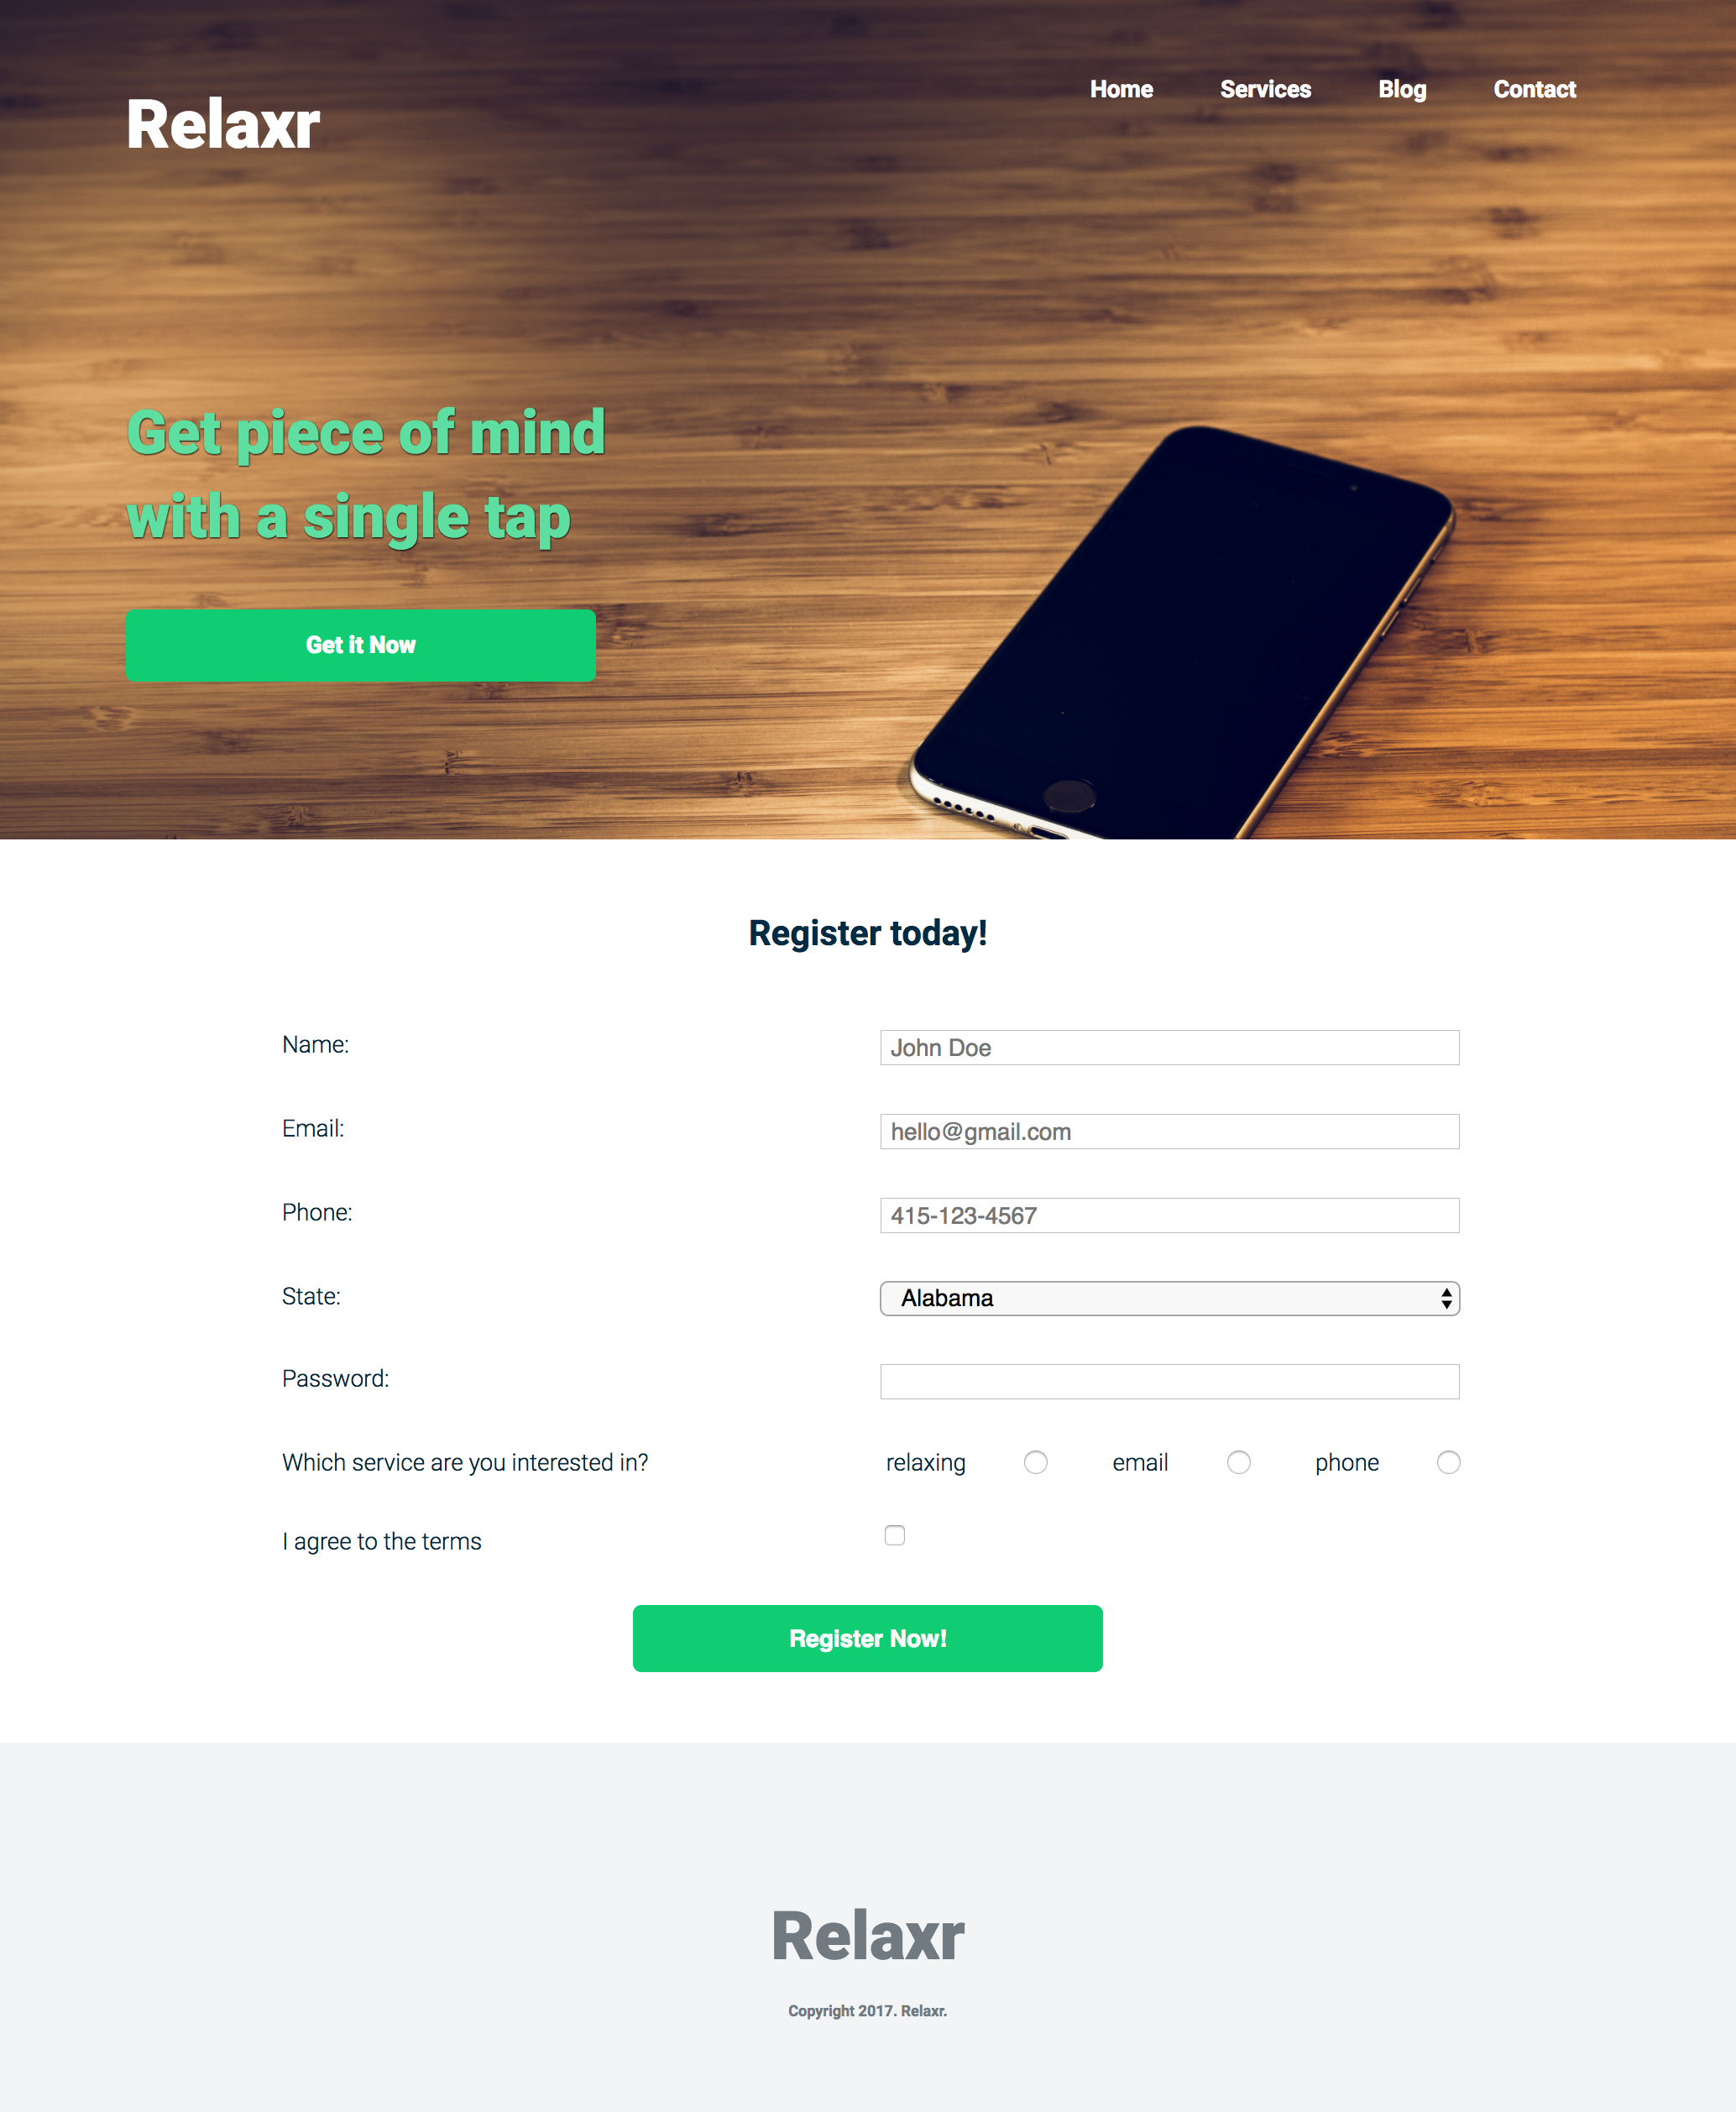 Relaxr
Home Services Blog Contact
Get piece of mind
with a single tap
Get it Now
Register today!
Name: John Doe
Email: hello@gmail.com
Phone: 415-123-4567
State: Alabama
Password:
Which service are you interested in? relaxing email phone
I agree to the terms
Register Now!
Relaxr
Copyright 2017. Relaxr.